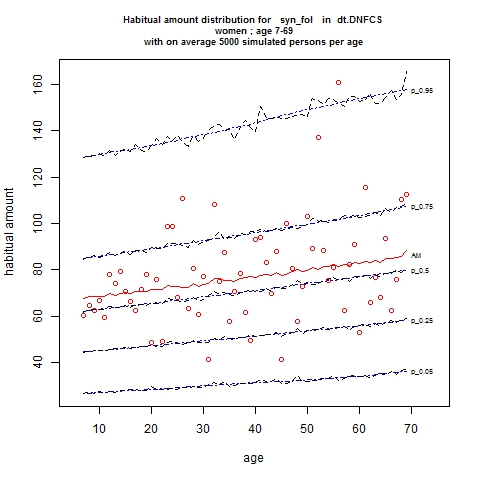 Habitual amount distribution for syn_fol in dt.DNFCS
women ; age 7-69
with on average 5000 simulated persons per age
habitual amount
160
140
120
100
80
60
40
p_0.95
p_0.75
AM
p_0.5
p_0.25
p_0.05
10 20 30 40 50 60 70
age